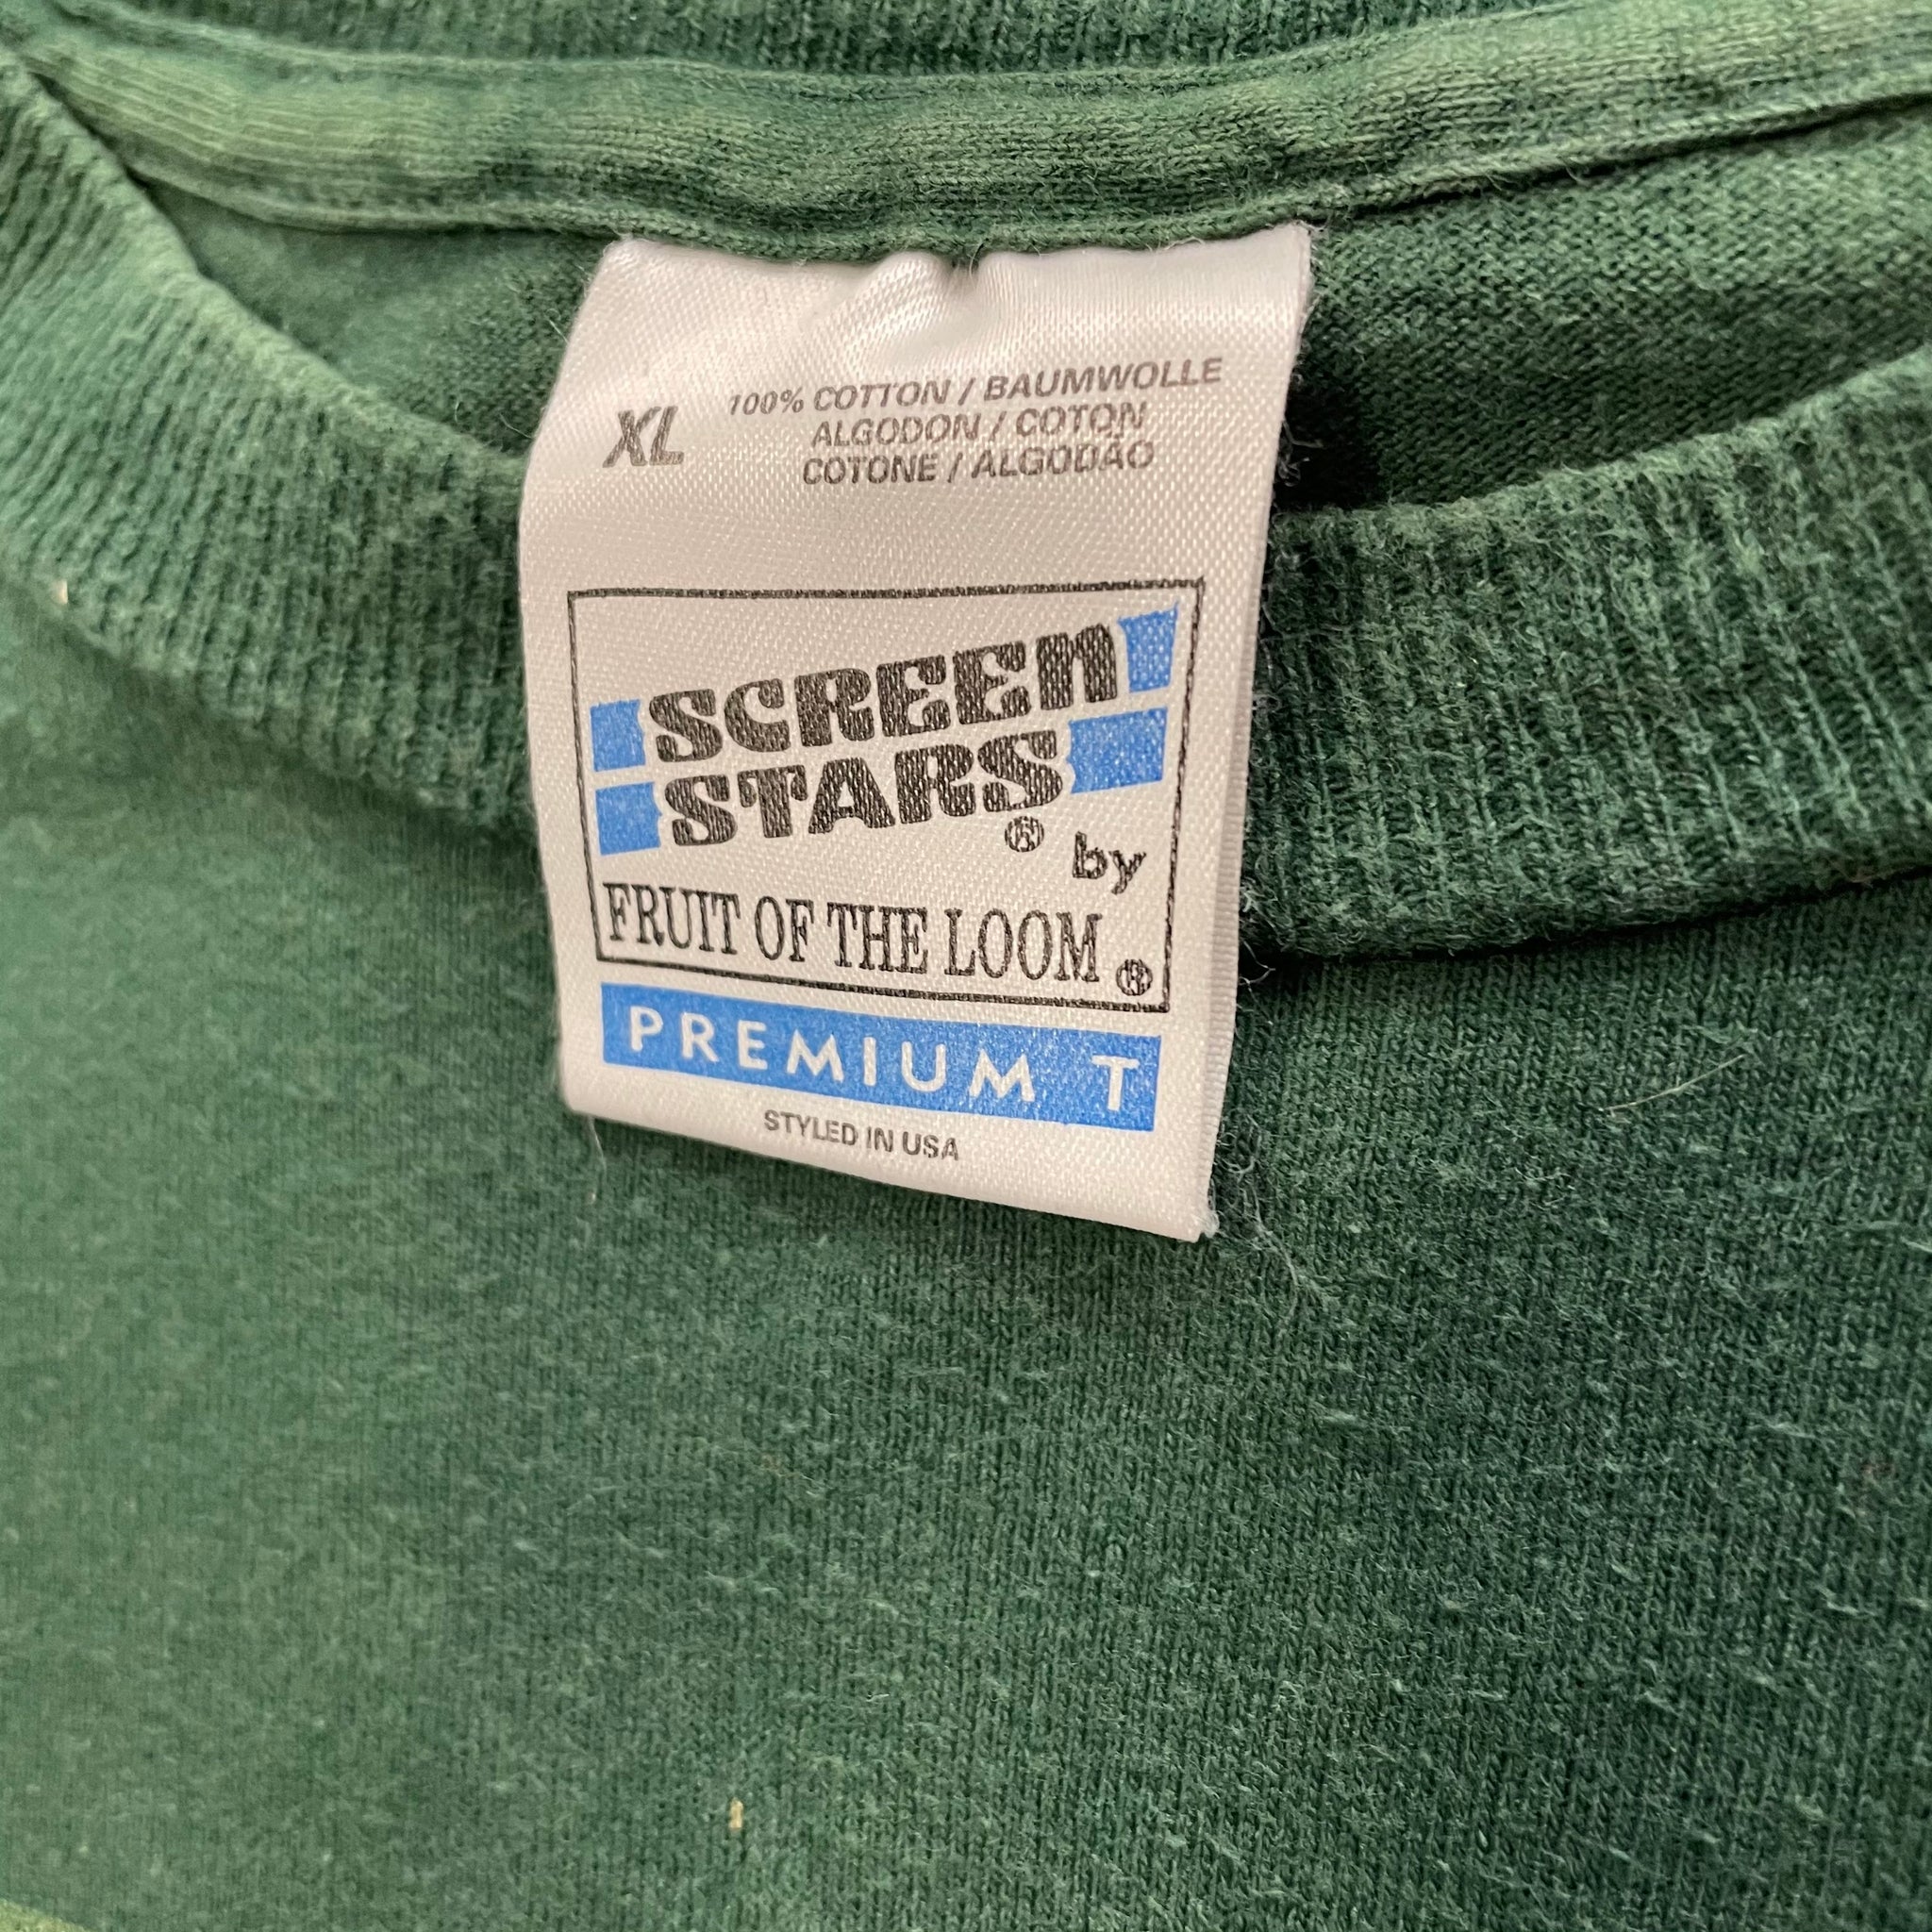 XL
100% COTTON / BAUMWOLLE
ALGODON / COTON
COTONE / ALGODÃO
SCREEN
STARS® by
FRUIT OF THE LOOM®
PREMIUM T
STYLED IN USA